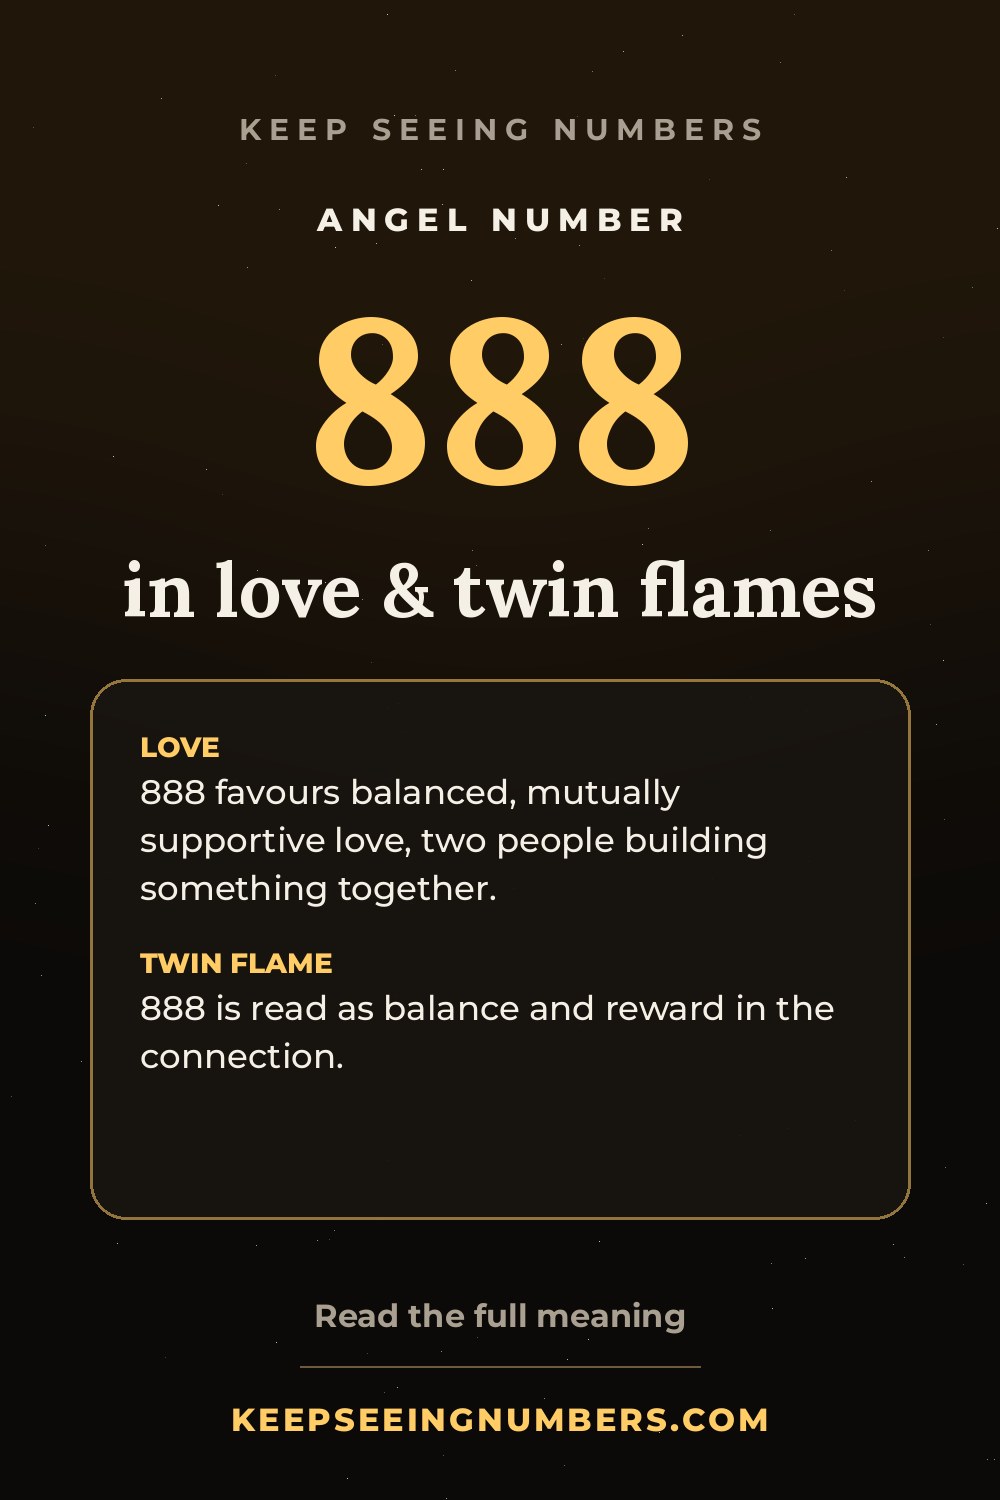 KEEP SEEING NUMBERS
ANGEL NUMBER
888
in love & twin flames
LOVE
888 favours balanced, mutually
supportive love, two people building
something together.
TWIN FLAME
888 is read as balance and reward in the
connection.
Read the full meaning
KEEPSEEINGNUMBERS.COM